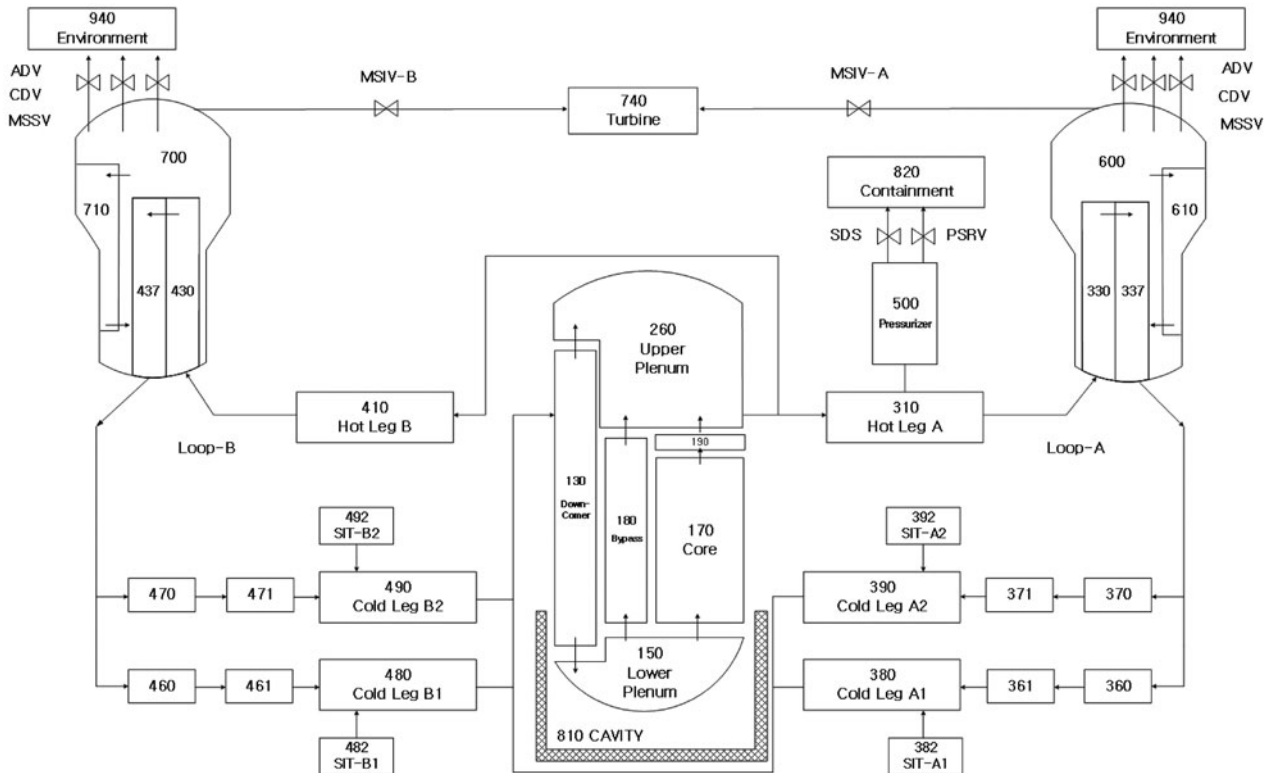 940
Environment
940
Environment
ADV
CDV
MSSV
MSIV-B
MSIV-A
ADV
CDV
MSSV
740
Turbine
700
710
437
430
820
Containment
SDS
PSRV
600
610
330
337
500
Pressurizer
260
Upper
Plenum
410
Hot Leg B
310
Hot Leg A
Loop-B
Loop-A
190
130
Down-
Comer
180
Bypass
170
Core
492
SIT-B2
392
SIT-A2
470
471
490
Cold Leg B2
390
Cold Leg A2
371
370
150
Lower
Plenum
460
461
480
Cold Leg B1
380
Cold Leg A1
361
360
810 CAVITY
482
SIT-B1
382
SIT-A1